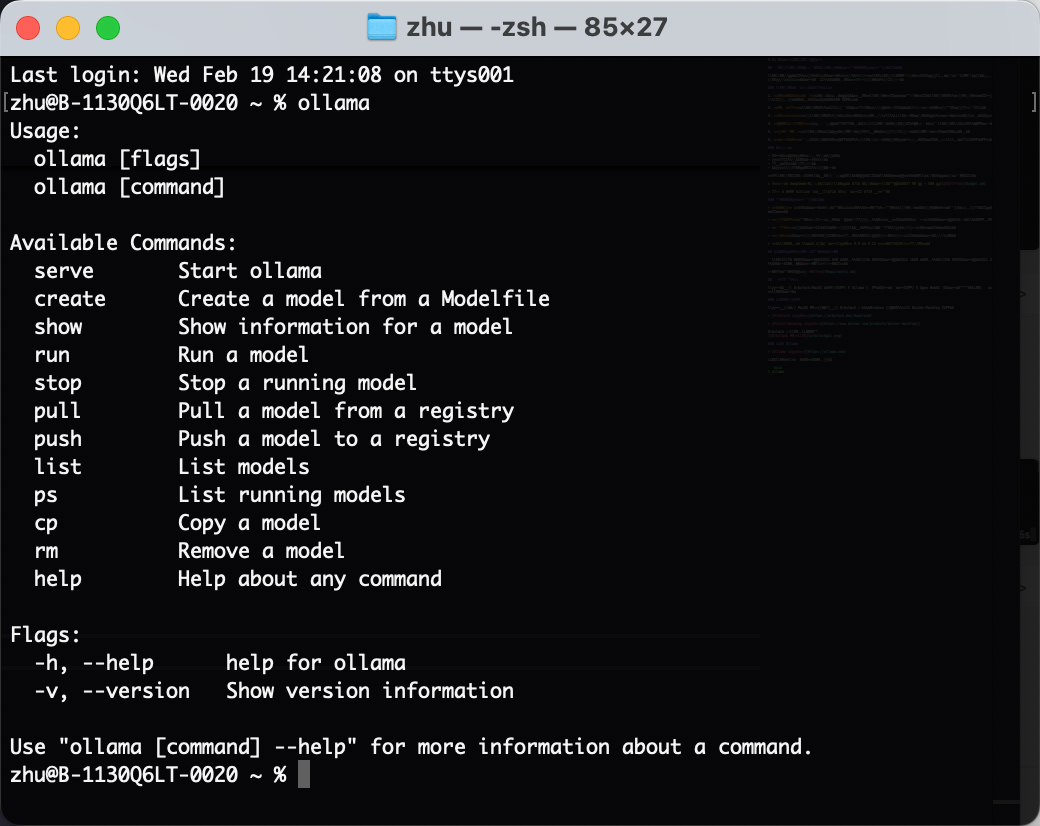 zhu — -zsh — 85×27
Last login: Wed Feb 19 14:21:08 on ttys001
[zhu@B-1130Q6LT-0020 ~ % ollama ]
Usage:
  ollama [flags]
  ollama [command]

Available Commands:
  serve       Start ollama
  create      Create a model from a Modelfile
  show        Show information for a model
  run         Run a model
  stop        Stop a running model
  pull        Pull a model from a registry
  push        Push a model to a registry
  list        List models
  ps          List running models
  cp          Copy a model
  rm          Remove a model
  help        Help about any command

Flags:
  -h, --help      help for ollama
  -v, --version   Show version information

Use "ollama [command] --help" for more information about a command.
zhu@B-1130Q6LT-0020 ~ %